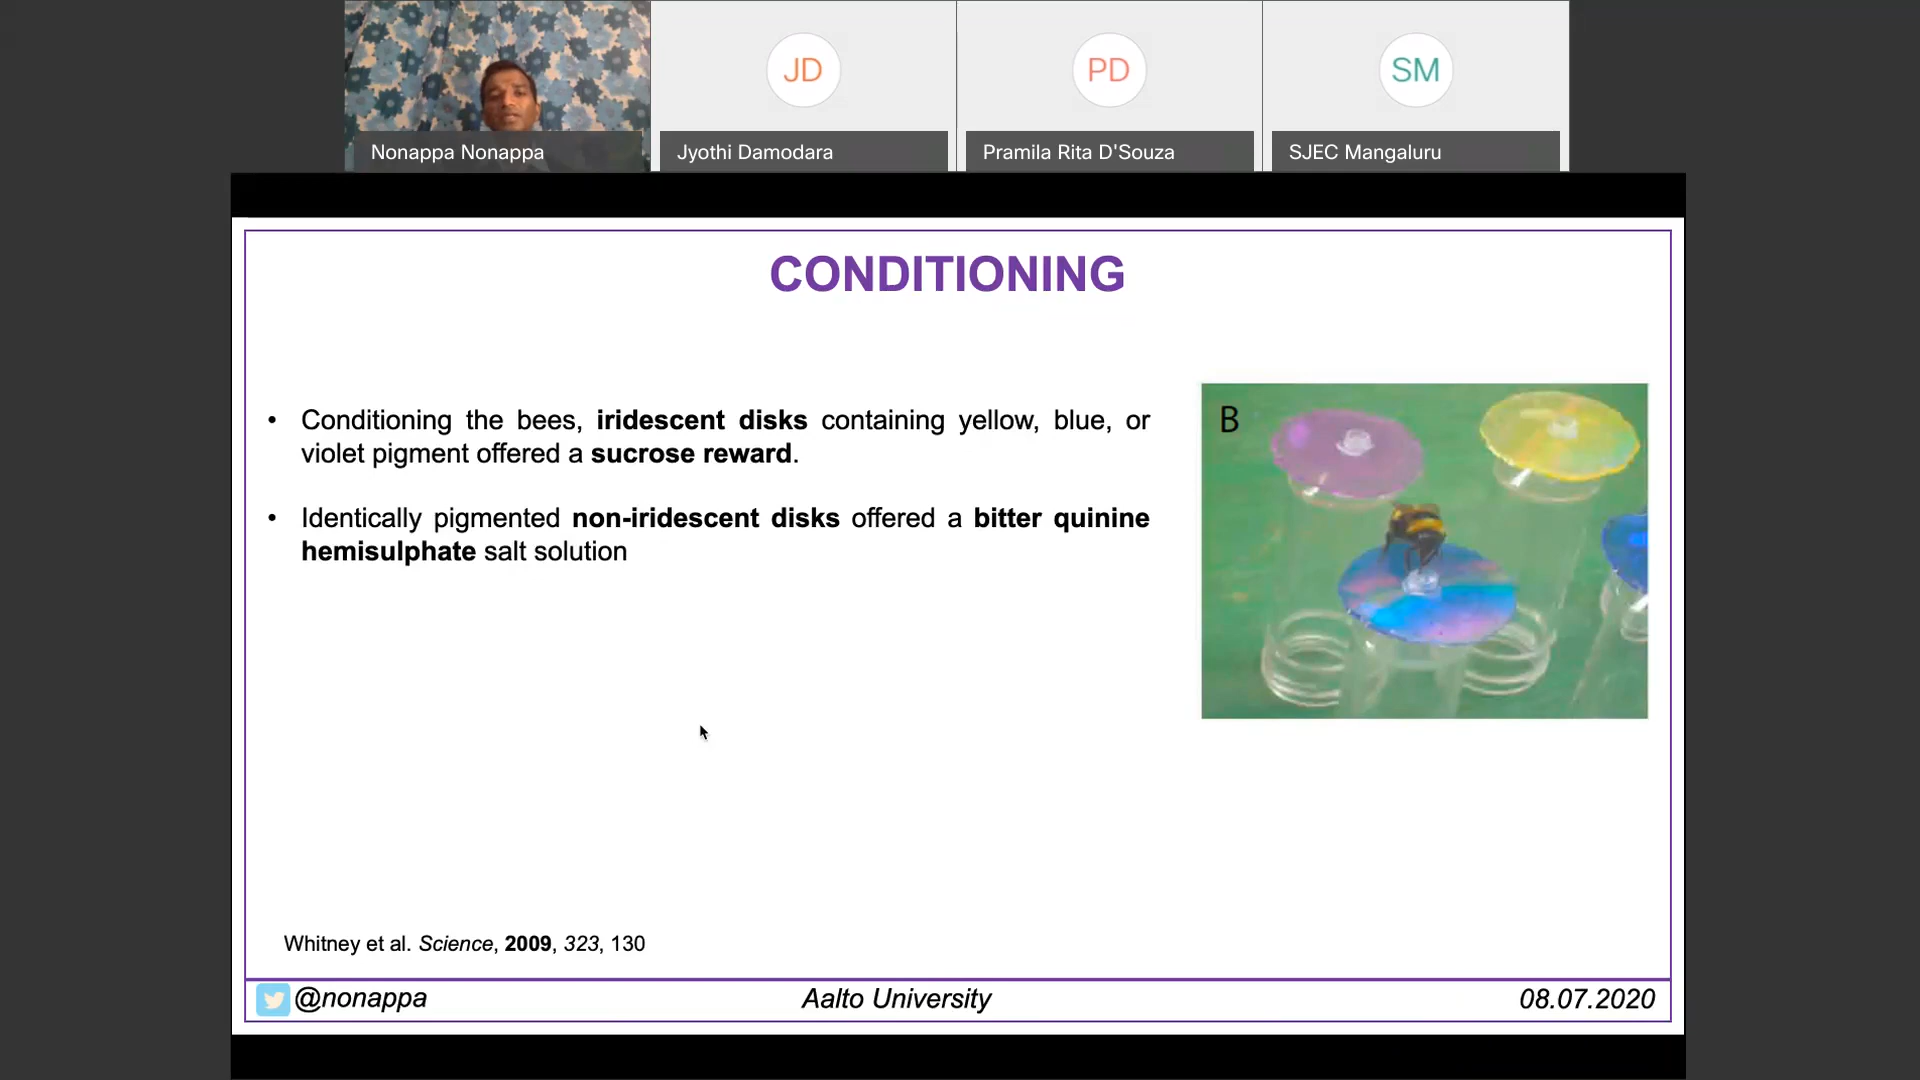 JD
PD
SM
Nonappa Nonappa
Jyothi Damodara
Pramila Rita D'Souza
SJEC Mangaluru
CONDITIONING
• Conditioning the bees, iridescent disks containing yellow, blue, or
violet pigment offered a sucrose reward.
• Identically pigmented non-iridescent disks offered a bitter quinine
hemisulphate salt solution
B
Whitney et al. Science, 2009, 323, 130
@nonappa
Aalto University
08.07.2020